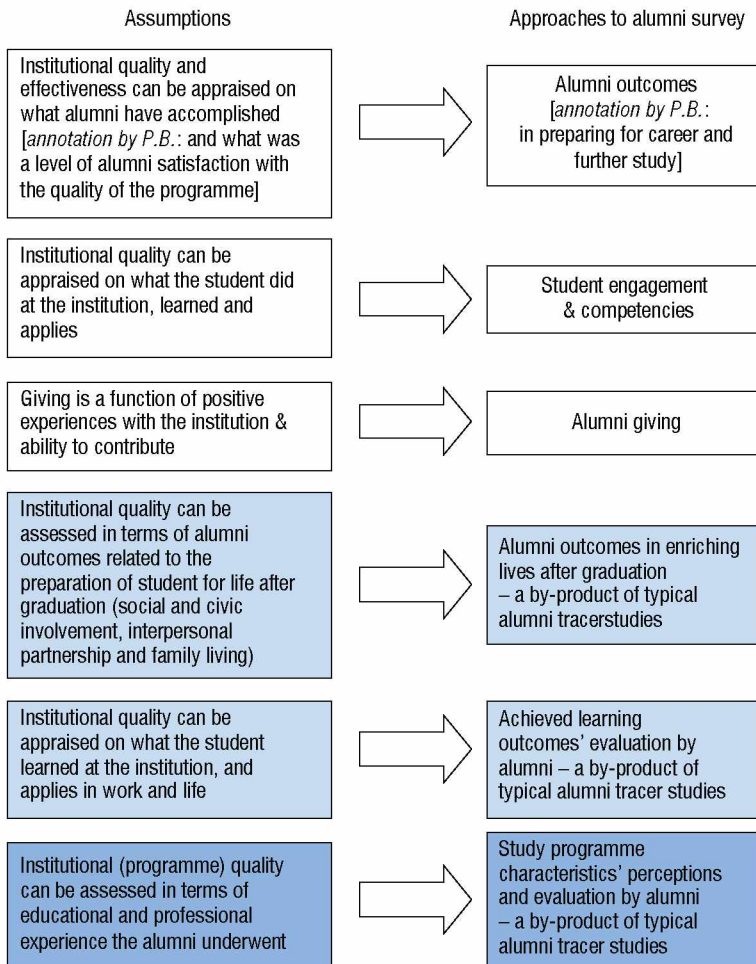 Assumptions
Approaches to alumni survey
Institutional quality and
effectiveness can be appraised on
what alumni have accomplished
[annotation by P.B.: and what was
a level of alumni satisfaction with
the quality of the programme]
Alumni outcomes
[annotation by P.B.:
in preparing for career and
further study]
Institutional quality can be
appraised on what the student did
at the institution, learned and
applies
Student engagement
& competencies
Giving is a function of positive
experiences with the institution &
ability to contribute
Alumni giving
Institutional quality can be
assessed in terms of alumni
outcomes related to the
preparation of student for life after
graduation (social and civic
involvement, interpersonal
partnership and family living)
Alumni outcomes in enriching
lives after graduation
– a by-product of typical
alumni tracerstudies
Institutional quality can be
appraised on what the student
learned at the institution, and
applies in work and life
Achieved learning
outcomes’ evaluation by
alumni – a by-product of
typical alumni tracer studies
Institutional (programme) quality
can be assessed in terms of
educational and professional
experience the alumni underwent
Study programme
characteristics’ perceptions
and evaluation by alumni
– a by-product of typical
alumni tracer studies